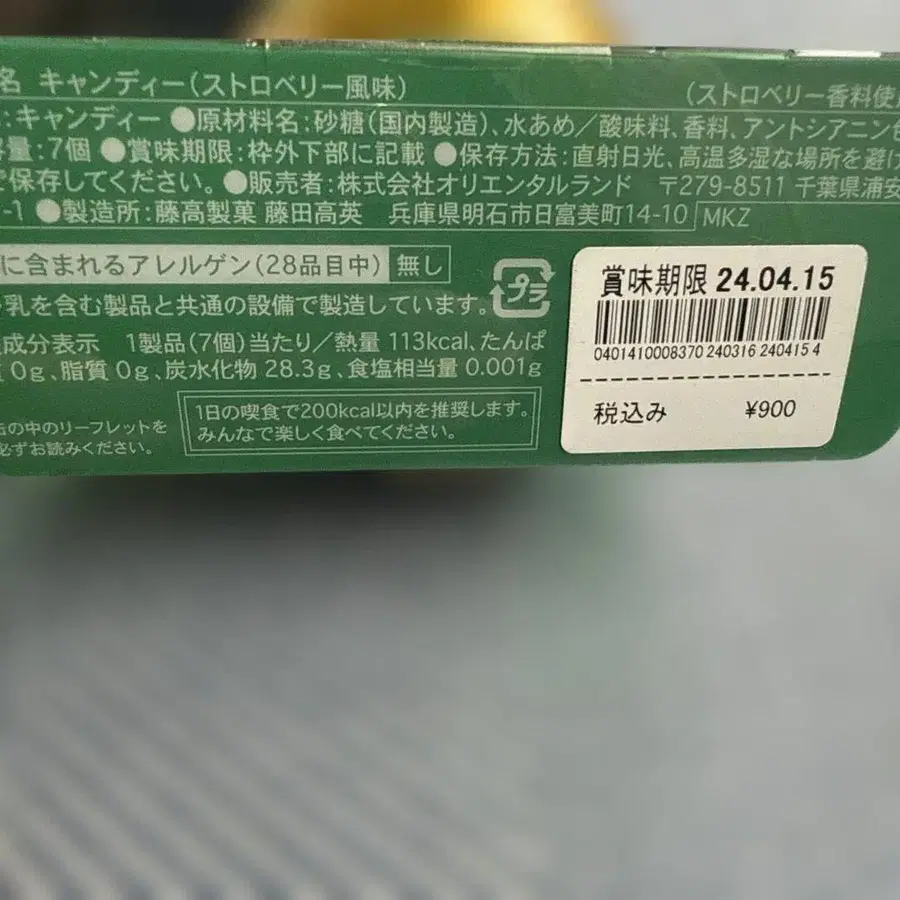 名 キャンディー(ストロベリー風味)
(ストロベリー香料使用
:キャンディー ●原材料名:砂糖(国内製造)、水あめ/酸味料、香料、アントシアニン色
容量:7個 ●賞味期限:枠外下部に記載 ●保存方法:直射日光、高温多湿な場所を避け
で保存してください。●販売者:株式会社オリエンタルランド 〒279-8511 千葉県浦安
-1 ●製造所:藤高製菓 藤田高英 兵庫県明石市日富美町14-10 MKZ
に含まれるアレルゲン(28品目中) 無し
乳を含む製品と共通の設備で製造しています。
プラ
成分表示 1製品(7個)当たり/熱量 113kcal、たんぱ
0g、脂質 0g、炭水化物 28.3g、食塩相当量 0.001g
缶の中のリーフレットを
必ずお読みください。
1日の喫食で200kcal以内を推奨します。
みんなで楽しく食べてください。
賞味期限 24.04.15
0401410008370 240316 240415 4
税込み ¥900